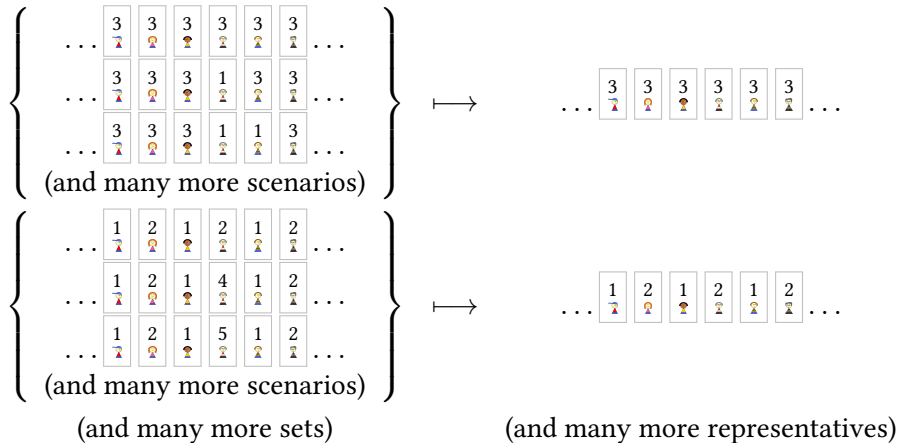 ... 3 3 3 3 3 3 ...
... 3 3 3 1 3 3 ...
... 3 3 3 1 1 3 ...
(and many more scenarios)
⟼
... 3 3 3 3 3 3 ...
... 1 2 1 2 1 2 ...
... 1 2 1 4 1 2 ...
... 1 2 1 5 1 2 ...
(and many more scenarios)
⟼
... 1 2 1 2 1 2 ...
(and many more sets)
(and many more representatives)